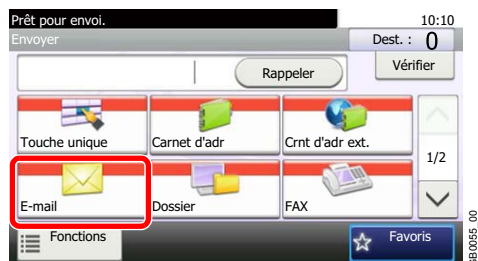 Prêt pour envoi. 10:10
Envoyer Dest. : 0
Rappeler Vérifier
Touche unique Carnet d'adr Crnt d'adr ext.
1/2
E-mail Dossier FAX
Fonctions Favoris
GB0055_00